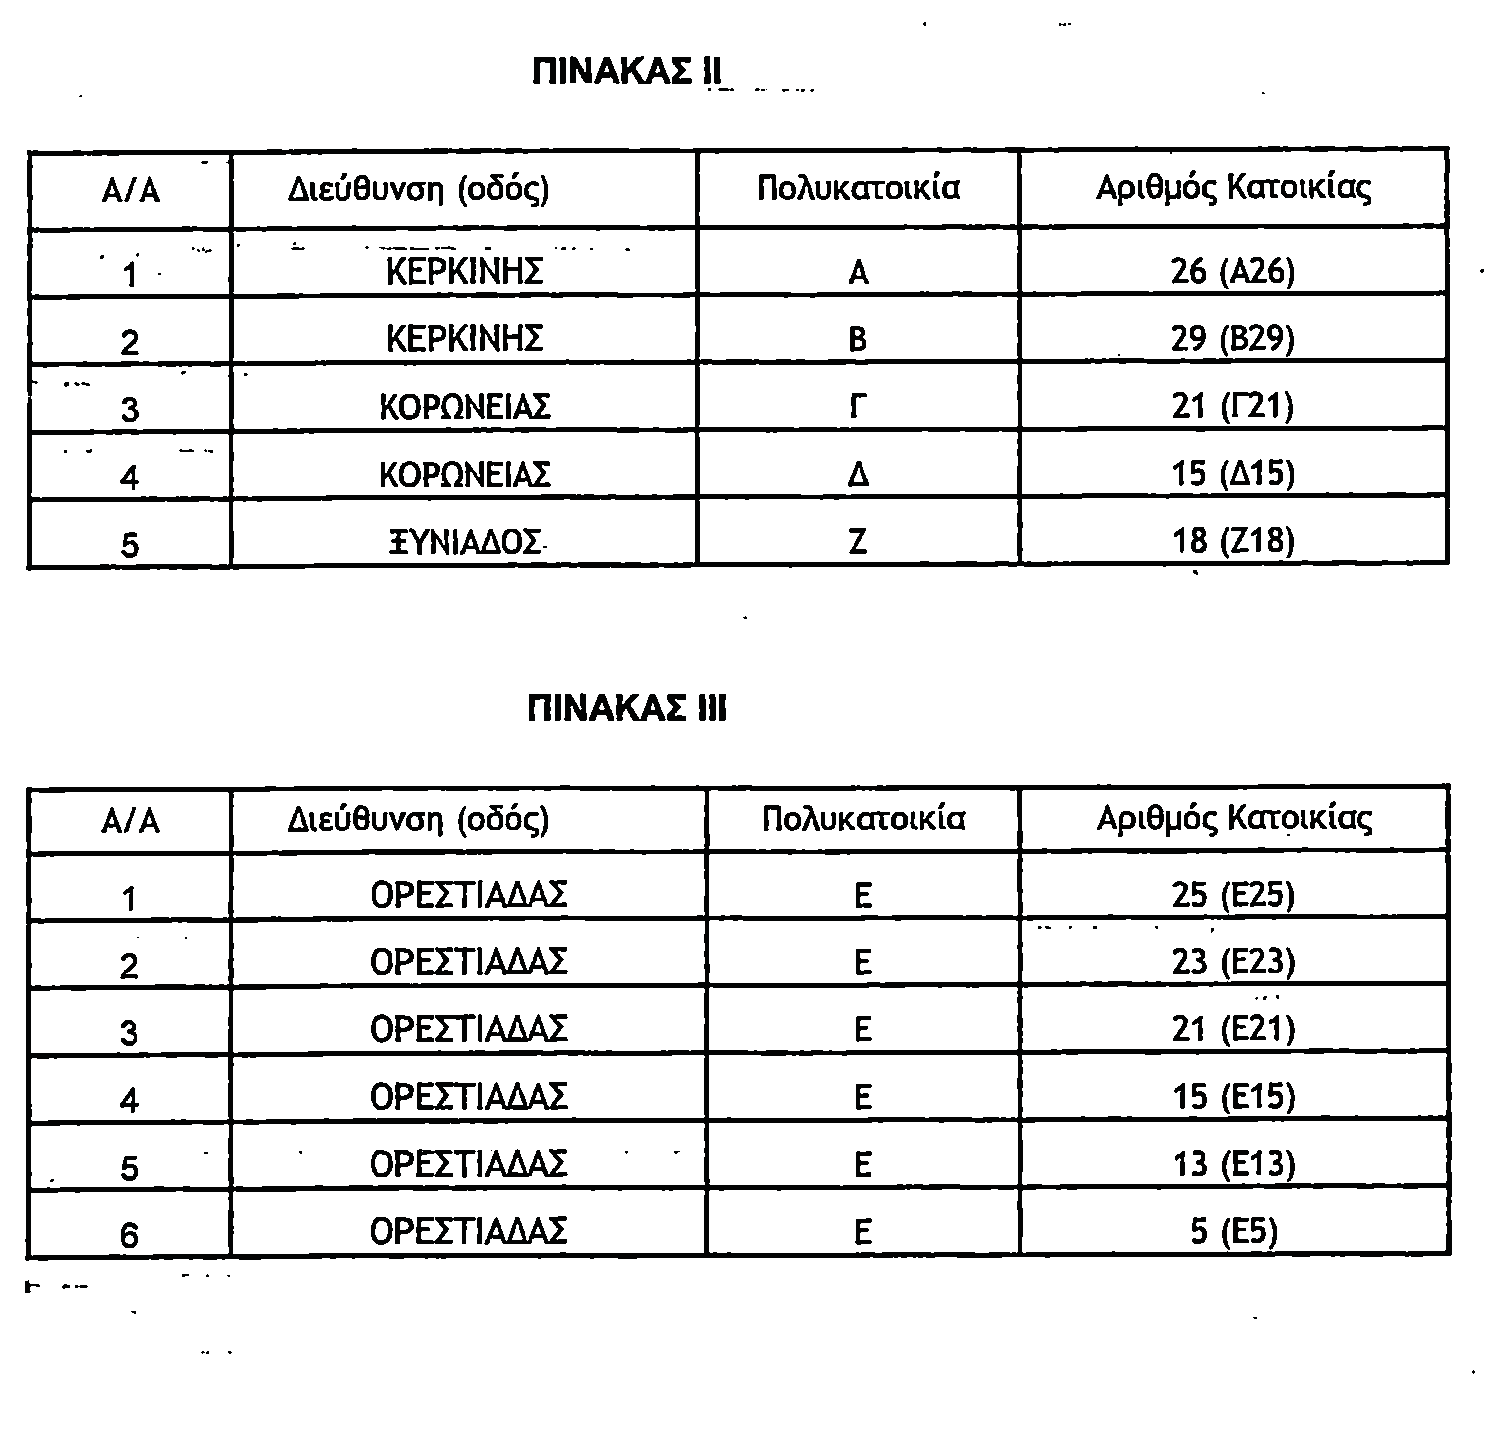 ΠΙΝΑΚΑΣ ΙΙ
Α/Α Διεύθυνση (οδός) Πολυκατοικία Αριθμός Κατοικίας
1 ΚΕΡΚΙΝΗΣ Α 26 (Α26)
2 ΚΕΡΚΙΝΗΣ Β 29 (Β29)
3 ΚΟΡΩΝΕΙΑΣ Γ 21 (Γ21)
4 ΚΟΡΩΝΕΙΑΣ Δ 15 (Δ15)
5 ΞΥΝΙΑΔΟΣ Ζ 18 (Ζ18)
ΠΙΝΑΚΑΣ ΙΙΙ
Α/Α Διεύθυνση (οδός) Πολυκατοικία Αριθμός Κατοικίας
1 ΟΡΕΣΤΙΑΔΑΣ Ε 25 (Ε25)
2 ΟΡΕΣΤΙΑΔΑΣ Ε 23 (Ε23)
3 ΟΡΕΣΤΙΑΔΑΣ Ε 21 (Ε21)
4 ΟΡΕΣΤΙΑΔΑΣ Ε 15 (Ε15)
5 ΟΡΕΣΤΙΑΔΑΣ Ε 13 (Ε13)
6 ΟΡΕΣΤΙΑΔΑΣ Ε 5 (Ε5)